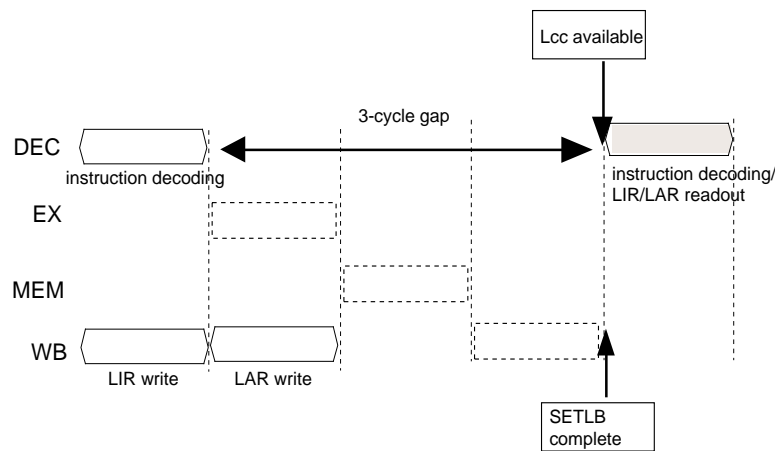 Lcc available
3-cycle gap
DEC
instruction decoding
instruction decoding/
LIR/LAR readout
EX
MEM
WB
LIR write
LAR write
SETLB
complete